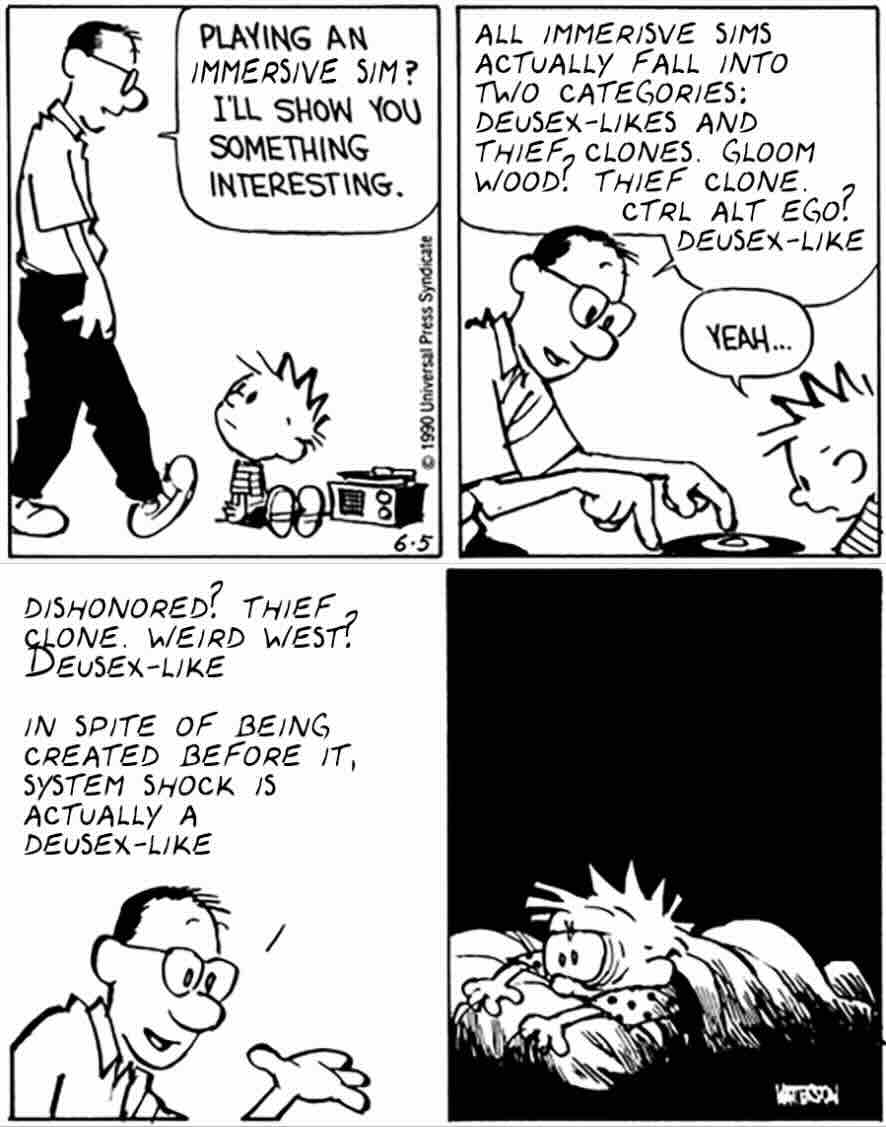 PLAYING AN
IMMERSIVE SIM?
I'LL SHOW YOU
SOMETHING
INTERESTING.
© 1990 Universal Press Syndicate
6·5
ALL IMMERISVE SIMS
ACTUALLY FALL INTO
TWO CATEGORIES:
DEUSEX-LIKES AND
THIEF CLONES. GLOOM
WOOD? THIEF CLONE.
CTRL ALT EGO?
DEUSEX-LIKE
YEAH...
DISHONORED? THIEF
CLONE. WEIRD WEST?
DEUSEX-LIKE
IN SPITE OF BEING
CREATED BEFORE IT,
SYSTEM SHOCK IS
ACTUALLY A
DEUSEX-LIKE
WATTERSON